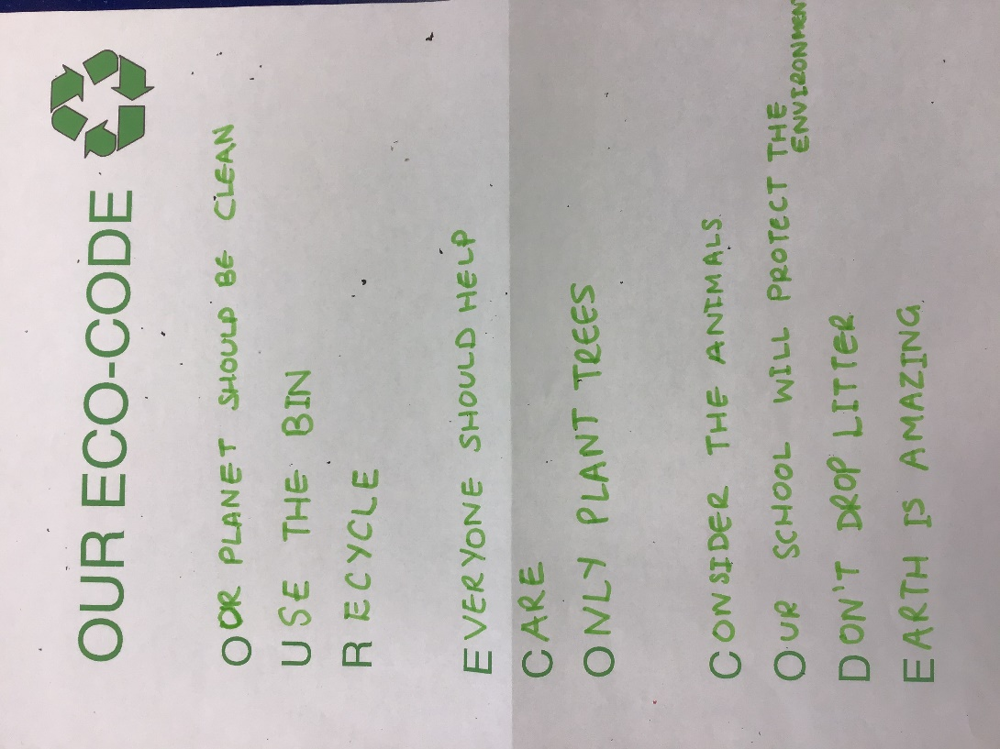 OUR ECO-CODE
OUR PLANET SHOULD BE CLEAN
USE THE BIN
RECYCLE
EVERYONE SHOULD HELP
CARE
ONLY PLANT TREES
CONSIDER THE ANIMALS
OUR SCHOOL WILL PROTECT THE
ENVIRONMENT
DON'T DROP LITTER
EARTH IS AMAZING